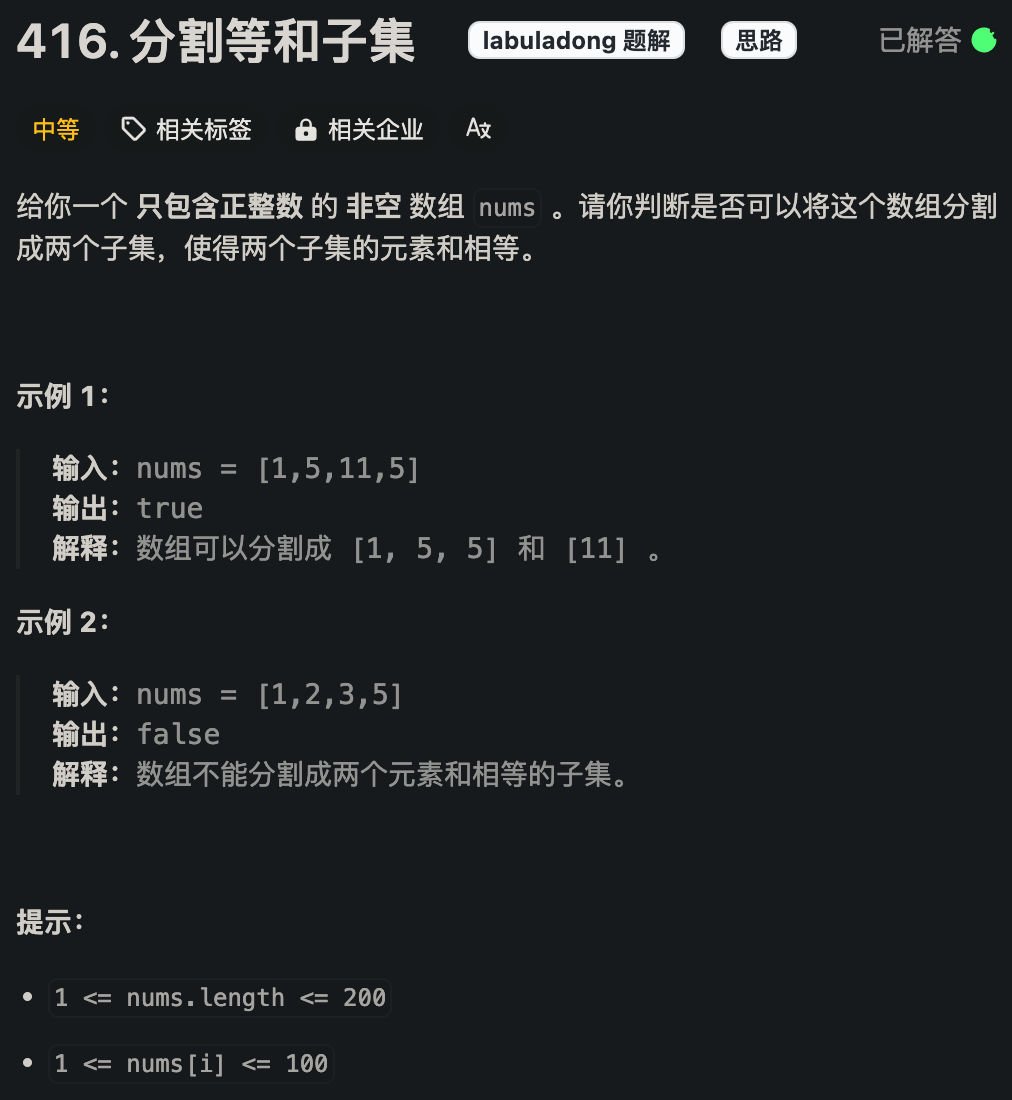 416. 分割等和子集 labuladong 题解 思路 已解答
中等 相关标签 相关企业 A⽂
给你一个 只包含正整数 的 非空 数组 nums 。请你判断是否可以将这个数组分割
成两个子集，使得两个子集的元素和相等。
示例 1：
输入：nums = [1,5,11,5]
输出：true
解释：数组可以分割成 [1, 5, 5] 和 [11] 。
示例 2：
输入：nums = [1,2,3,5]
输出：false
解释：数组不能分割成两个元素和相等的子集。
提示：
• 1 <= nums.length <= 200
• 1 <= nums[i] <= 100